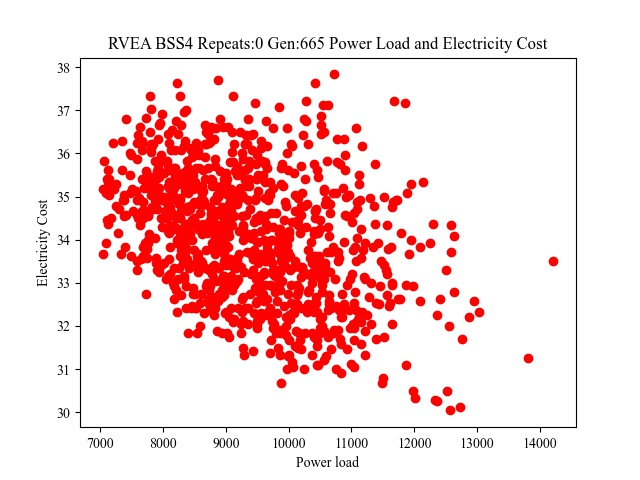 RVEA BSS4 Repeats:0 Gen:665 Power Load and Electricity Cost
38
37
36
35
34
33
32
31
30
Electricity Cost
7000 8000 9000 10000 11000 12000 13000 14000
Power load